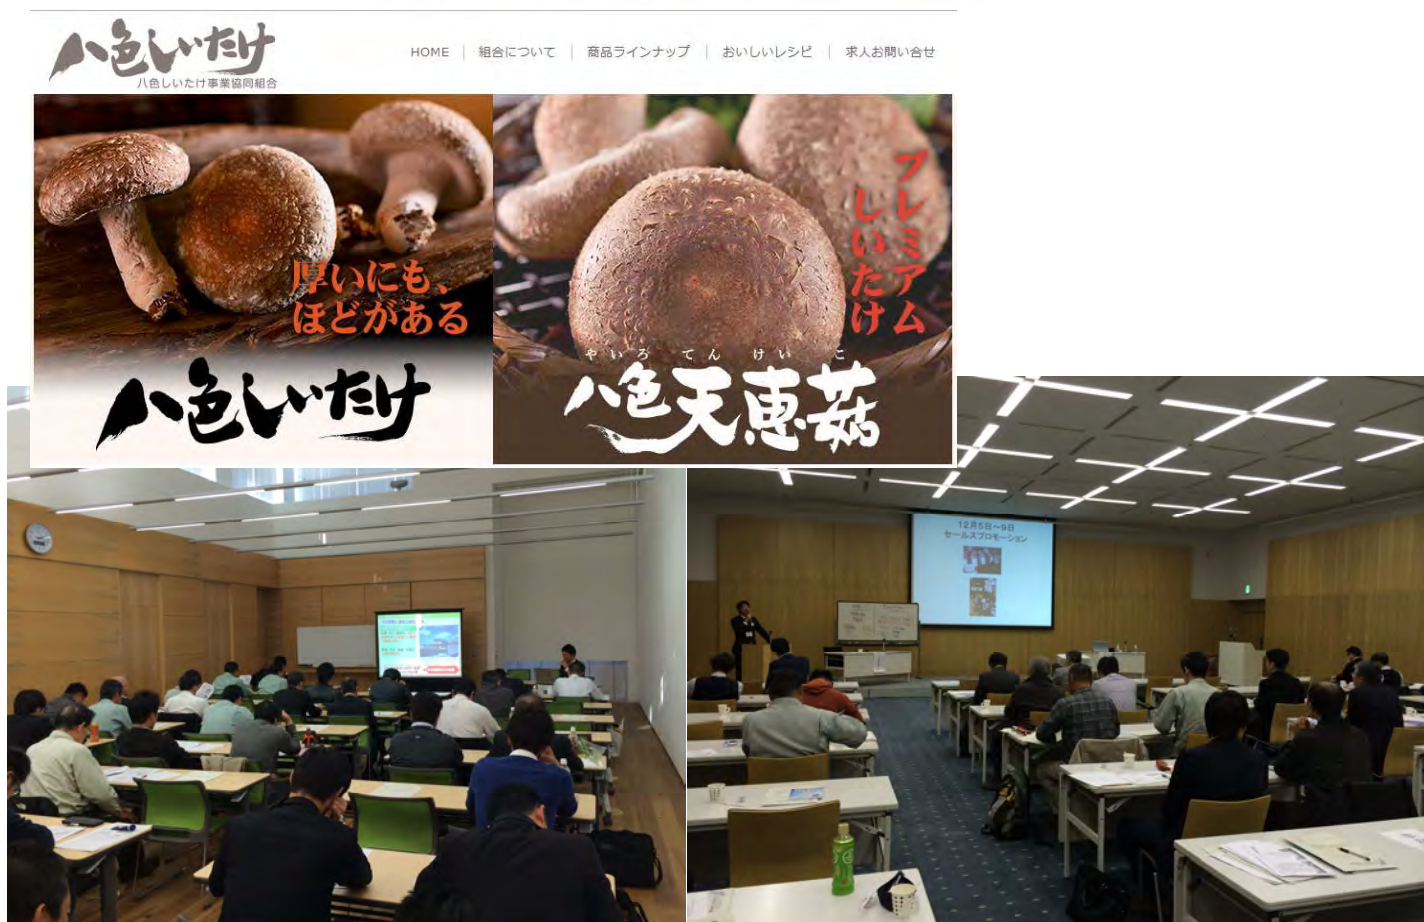 八色しいたけ
八色しいたけ事業協同組合
HOME
組合について
商品ラインナップ
おいしいレシピ
求人お問い合せ
厚いにも、
ほどがある
八色しいたけ
プレミアム
しいたけ
やいろ てん けい こ
八色天恵菇
12月5日～9日
セールスプロモーション